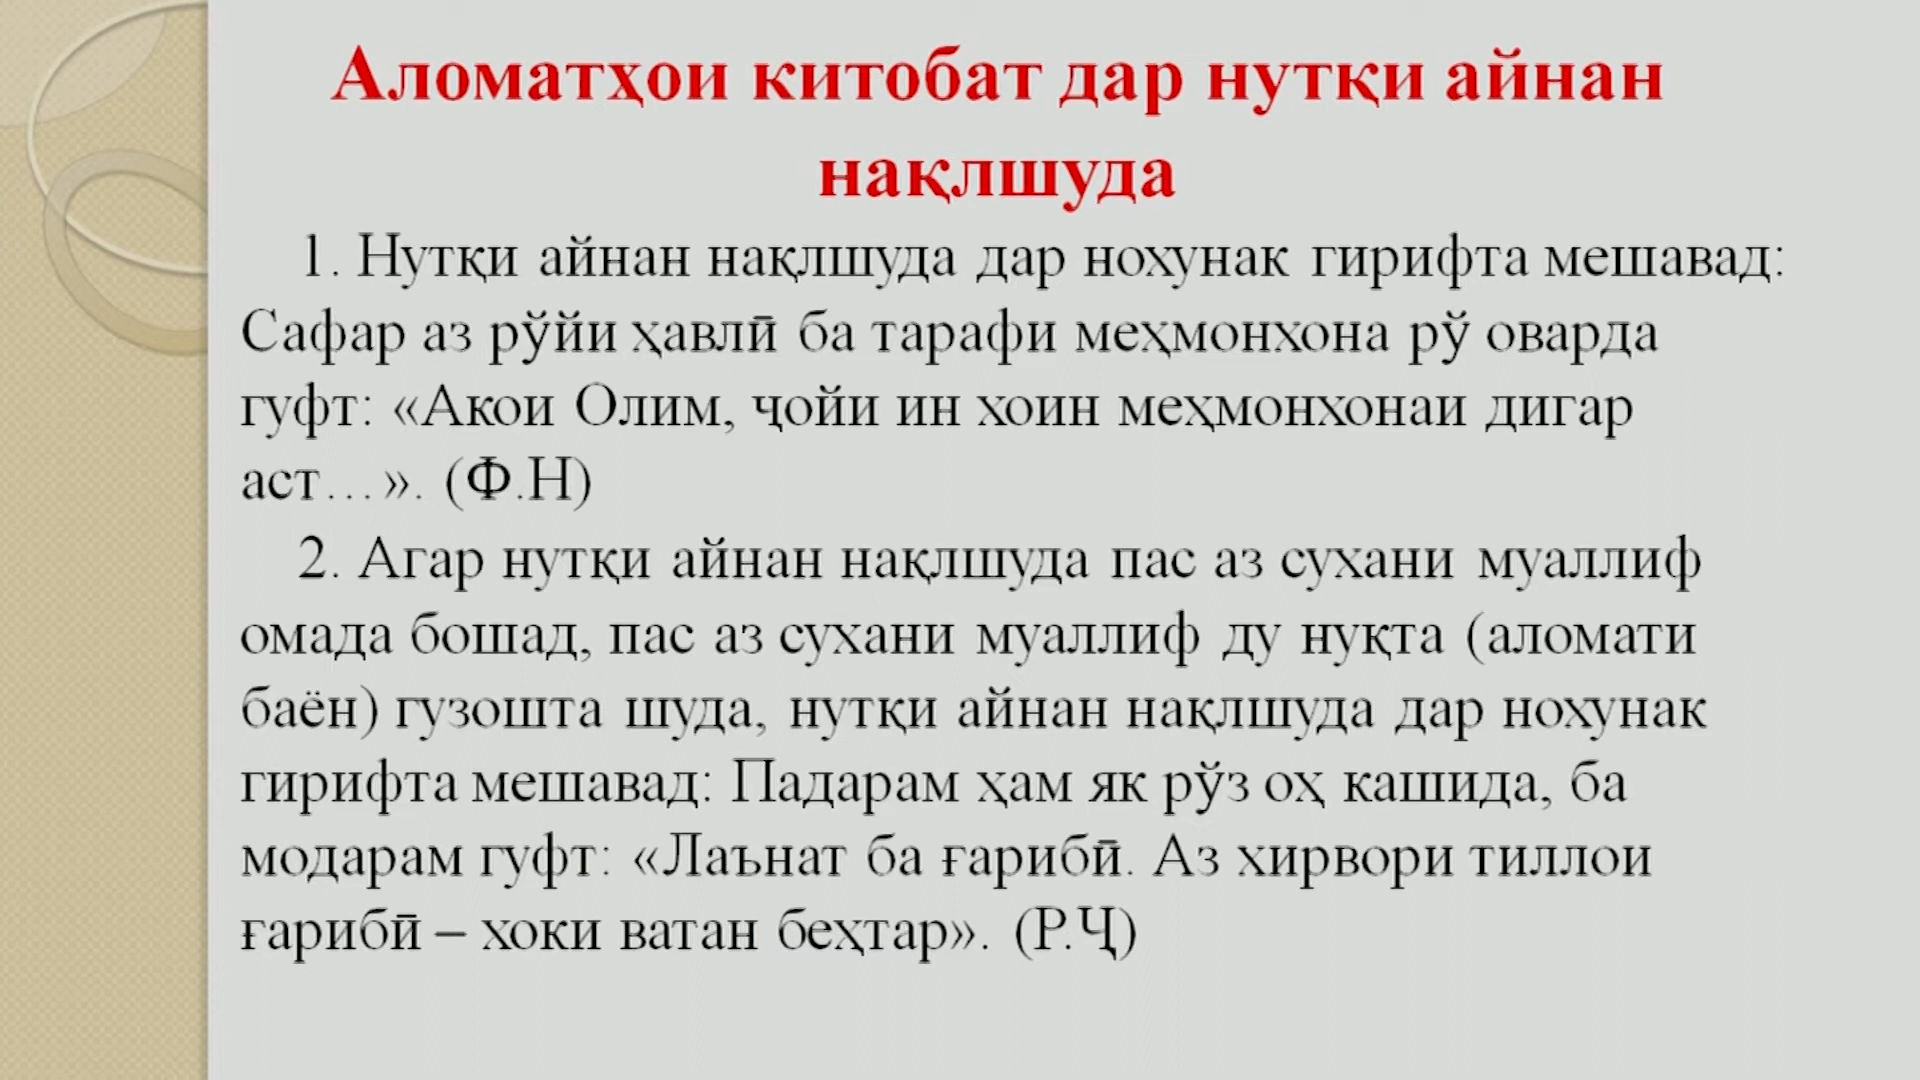 Аломатҳои китобат дар нутқи айнан
нақлшуда
1. Нутқи айнан нақлшуда дар нохунак гирифта мешавад:
Сафар аз рӯйи ҳавлӣ ба тарафи меҳмонхона рӯ оварда
гуфт: «Акои Олим, ҷойи ин хоин меҳмонхонаи дигар
аст…». (Ф.Н)
2. Агар нутқи айнан нақлшуда пас аз сухани муаллиф
омада бошад, пас аз сухани муаллиф ду нуқта (аломати
баён) гузошта шуда, нутқи айнан нақлшуда дар нохунак
гирифта мешавад: Падарам ҳам як рӯз оҳ кашида, ба
модарам гуфт: «Лаънат ба ғарибӣ. Аз хирвори тиллои
ғарибӣ – хоки ватан беҳтар». (Р.Ҷ)